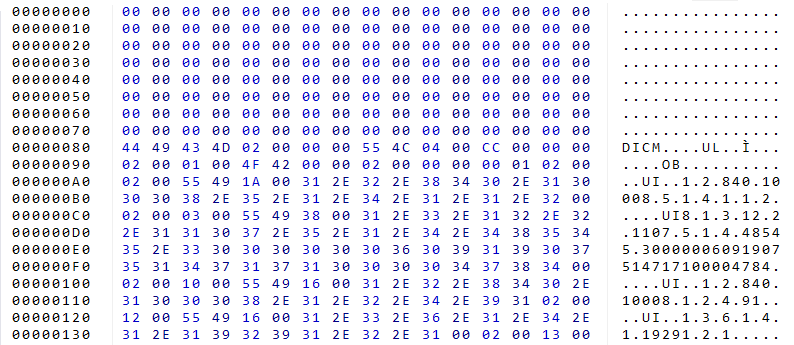 00000000 00 00 00 00 00 00 00 00 00 00 00 00 00 00 00 00 ................
00000010 00 00 00 00 00 00 00 00 00 00 00 00 00 00 00 00 ................
00000020 00 00 00 00 00 00 00 00 00 00 00 00 00 00 00 00 ................
00000030 00 00 00 00 00 00 00 00 00 00 00 00 00 00 00 00 ................
00000040 00 00 00 00 00 00 00 00 00 00 00 00 00 00 00 00 ................
00000050 00 00 00 00 00 00 00 00 00 00 00 00 00 00 00 00 ................
00000060 00 00 00 00 00 00 00 00 00 00 00 00 00 00 00 00 ................
00000070 00 00 00 00 00 00 00 00 00 00 00 00 00 00 00 00 ................
00000080 44 49 43 4D 02 00 00 00 55 4C 04 00 CC 00 00 00 DICM....UL..Ì...
00000090 02 00 01 00 4F 42 00 00 02 00 00 00 00 01 02 00 ....OB..........
000000A0 02 00 55 49 1A 00 31 2E 32 2E 38 34 30 2E 31 30 ..UI..1.2.840.10
000000B0 30 30 38 2E 35 2E 31 2E 34 2E 31 2E 31 2E 32 00 008.5.1.4.1.1.2.
000000C0 02 00 03 00 55 49 38 00 31 2E 33 2E 31 32 2E 32 ....UI8.1.3.12.2
000000D0 2E 31 31 30 37 2E 35 2E 31 2E 34 2E 34 38 35 34 .1107.5.1.4.4854
000000E0 35 2E 33 30 30 30 30 30 30 36 30 39 31 39 30 37 5.30000006091907
000000F0 35 31 34 37 31 37 31 30 30 30 30 34 37 38 34 00 514717100004784.
00000100 02 00 10 00 55 49 16 00 31 2E 32 2E 38 34 30 2E ....UI..1.2.840.
00000110 31 30 30 30 38 2E 31 2E 32 2E 34 2E 39 31 02 00 10008.1.2.4.91..
00000120 12 00 55 49 16 00 31 2E 33 2E 36 2E 31 2E 34 2E ..UI..1.3.6.1.4.
00000130 31 2E 31 39 32 39 31 2E 32 2E 31 00 02 00 13 00 1.19291.2.1.....